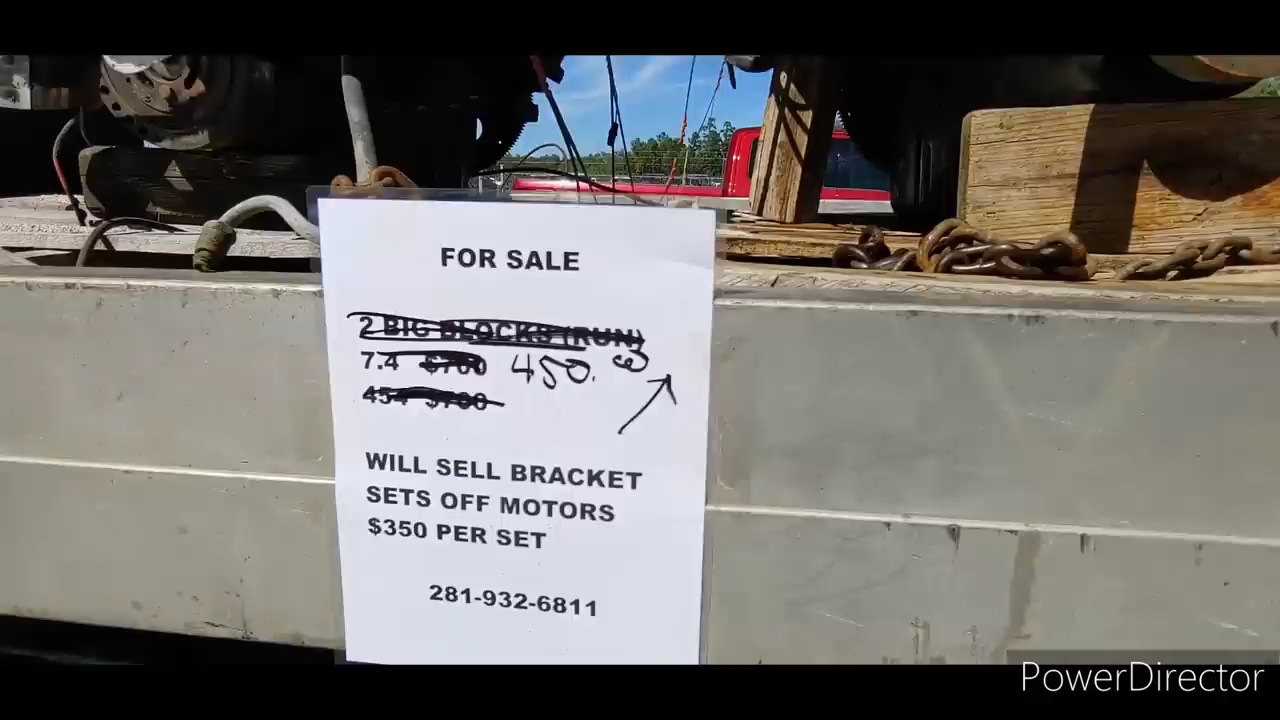 FOR SALE
2 BIG BLOCKS (RUN)
7.4 $700 450.00
454 $700
WILL SELL BRACKET
SETS OFF MOTORS
$350 PER SET
281-932-6811
PowerDirector